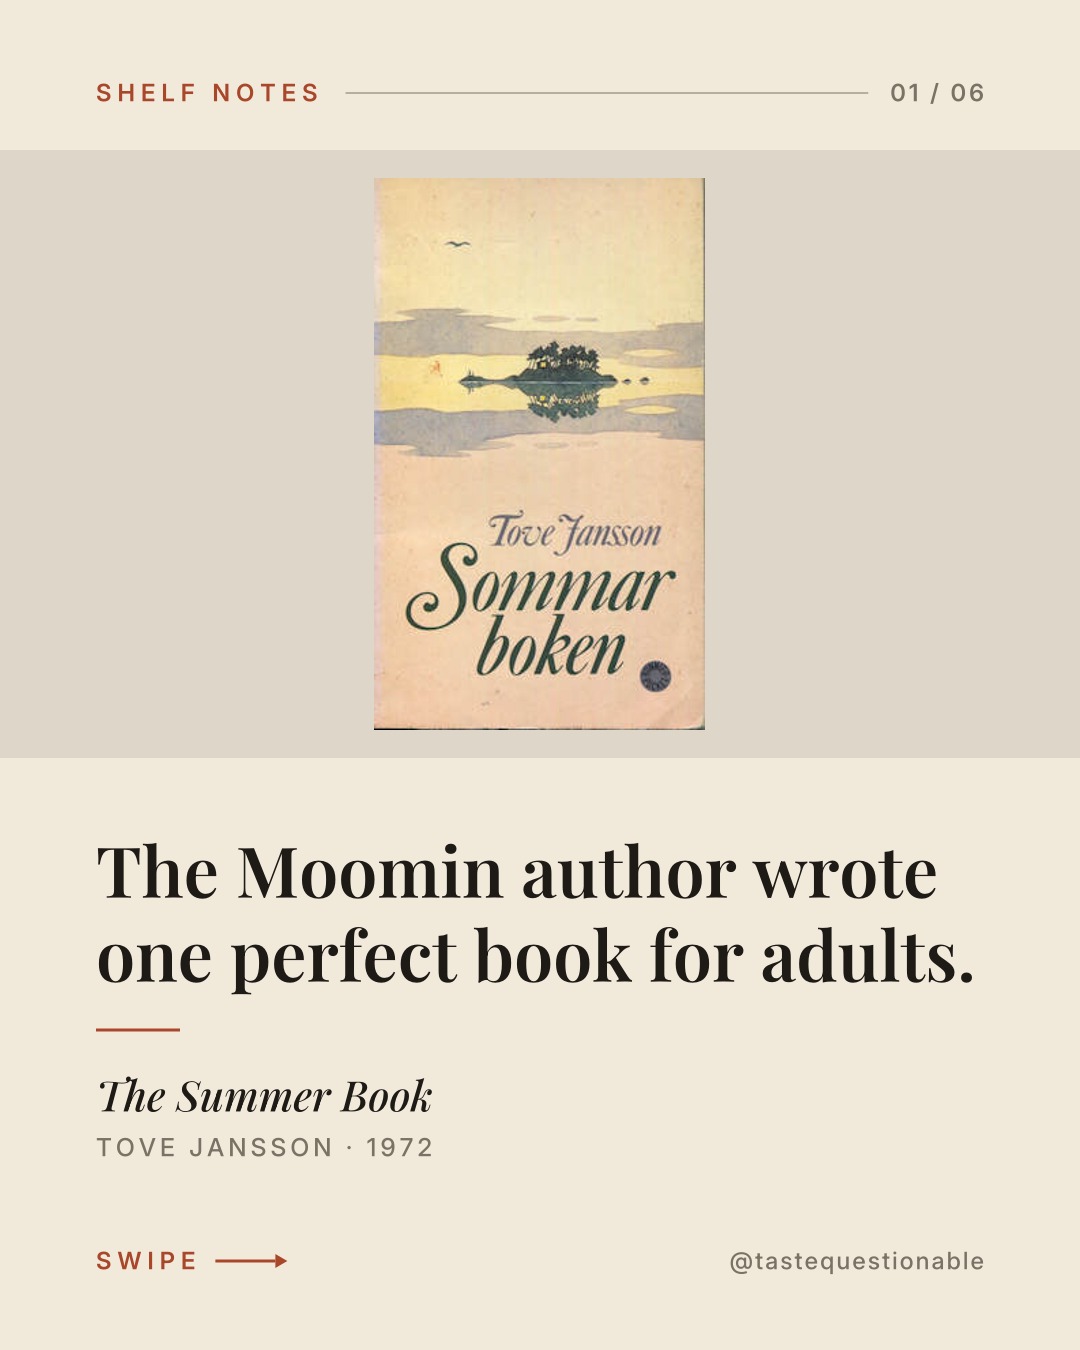 SHELF NOTES 01 / 06
Tove Jansson
Sommar
boken
The Moomin author wrote
one perfect book for adults.
The Summer Book
TOVE JANSSON · 1972
SWIPE
@tastequestionable